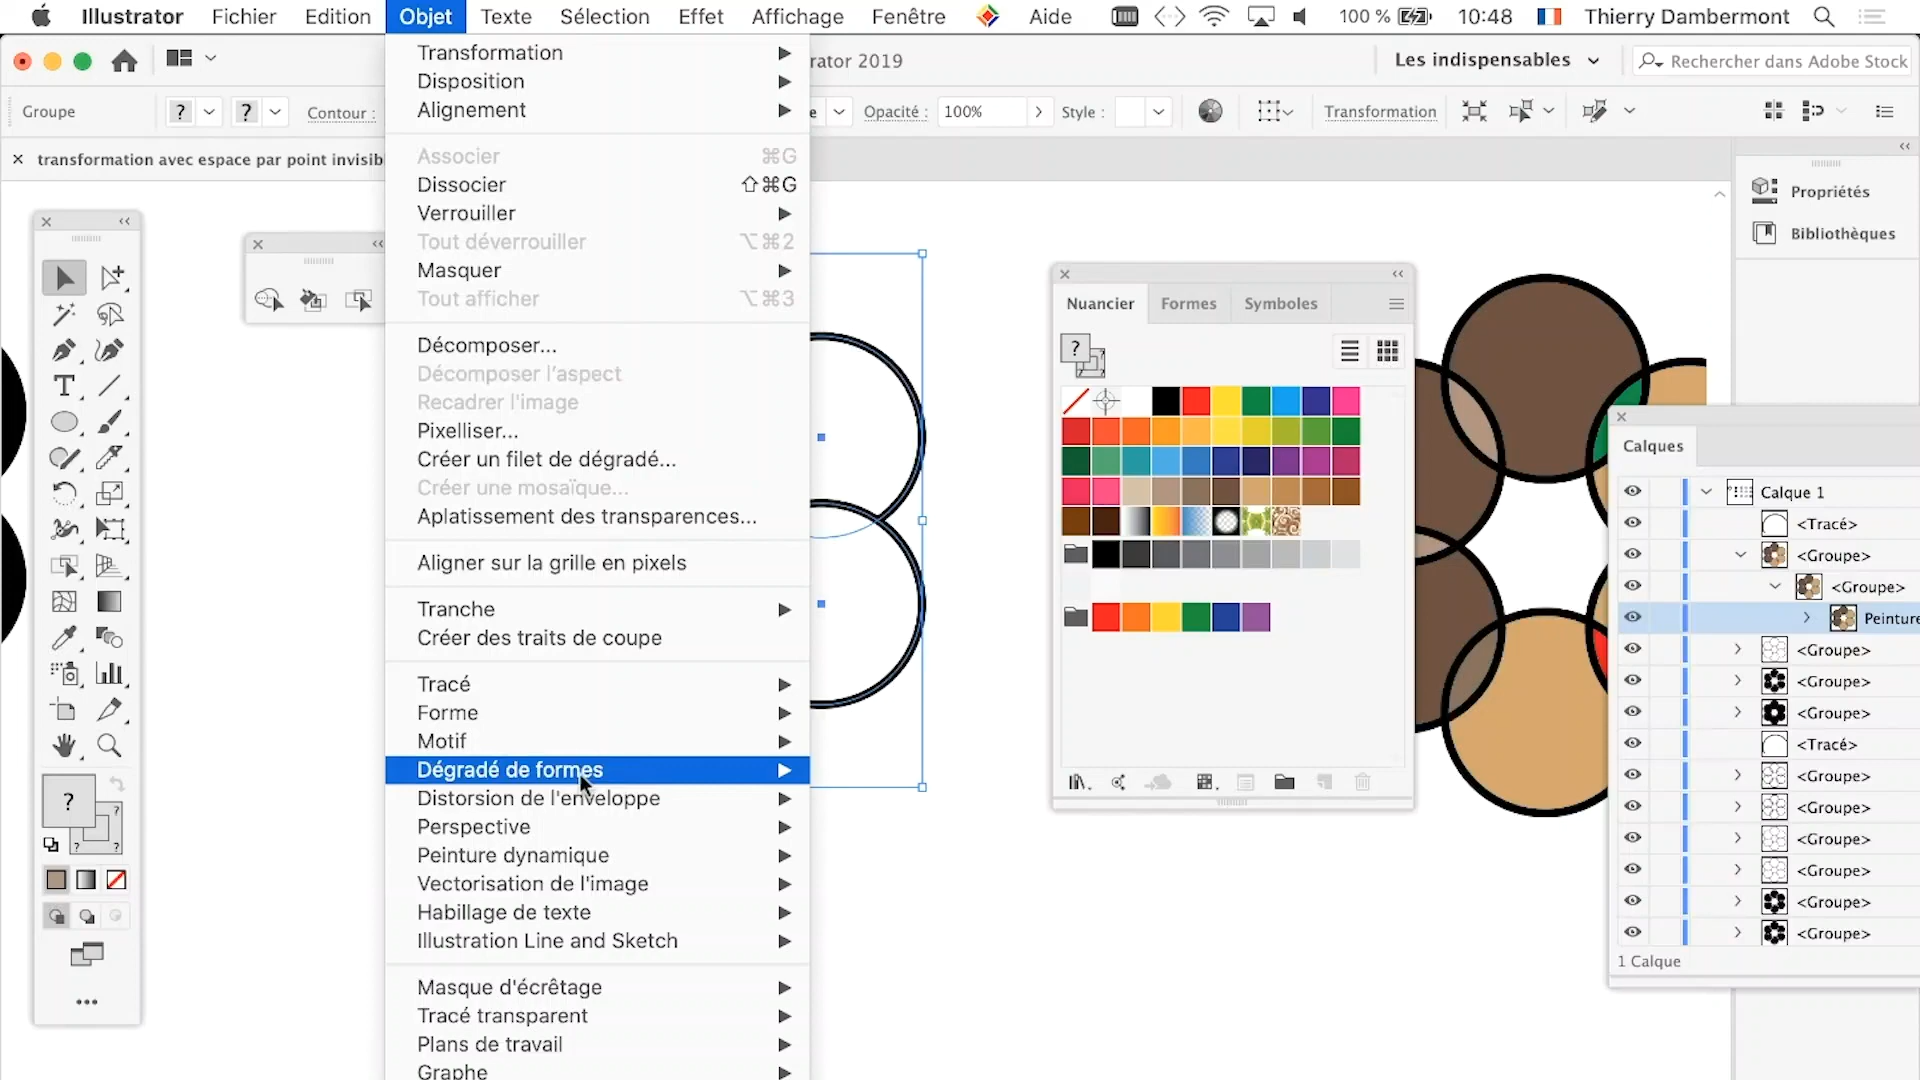 Illustrator Fichier Edition Objet Texte Sélection Effet Affichage Fenêtre Aide 100 % 10:48 Thierry Dambermont
rator 2019
Les indispensables
Rechercher dans Adobe Stock
Groupe ? ? Contour : e Opacité : 100% Style : Transformation
transformation avec espace par point invisib
Transformation
Disposition
Alignement
Associer ⌘G
Dissocier ⇧⌘G
Verrouiller
Tout déverrouiller ⌥⌘2
Masquer
Tout afficher ⌥⌘3
Décomposer...
Décomposer l’aspect
Recadrer l'image
Pixelliser...
Créer un filet de dégradé...
Créer une mosaïque...
Aplatissement des transparences...
Aligner sur la grille en pixels
Tranche
Créer des traits de coupe
Tracé
Forme
Motif
Dégradé de formes
Distorsion de l'enveloppe
Perspective
Peinture dynamique
Vectorisation de l'image
Habillage de texte
Illustration Line and Sketch
Masque d'écrêtage
Tracé transparent
Plans de travail
Graphe
T
?
? ?
?
Nuancier Formes Symboles
?
Propriétés
Bibliothèques
Calques
Calque 1
<Tracé>
<Groupe>
<Groupe>
Peinture
<Groupe>
<Groupe>
<Groupe>
<Tracé>
<Groupe>
<Groupe>
<Groupe>
<Groupe>
<Groupe>
<Groupe>
1 Calque